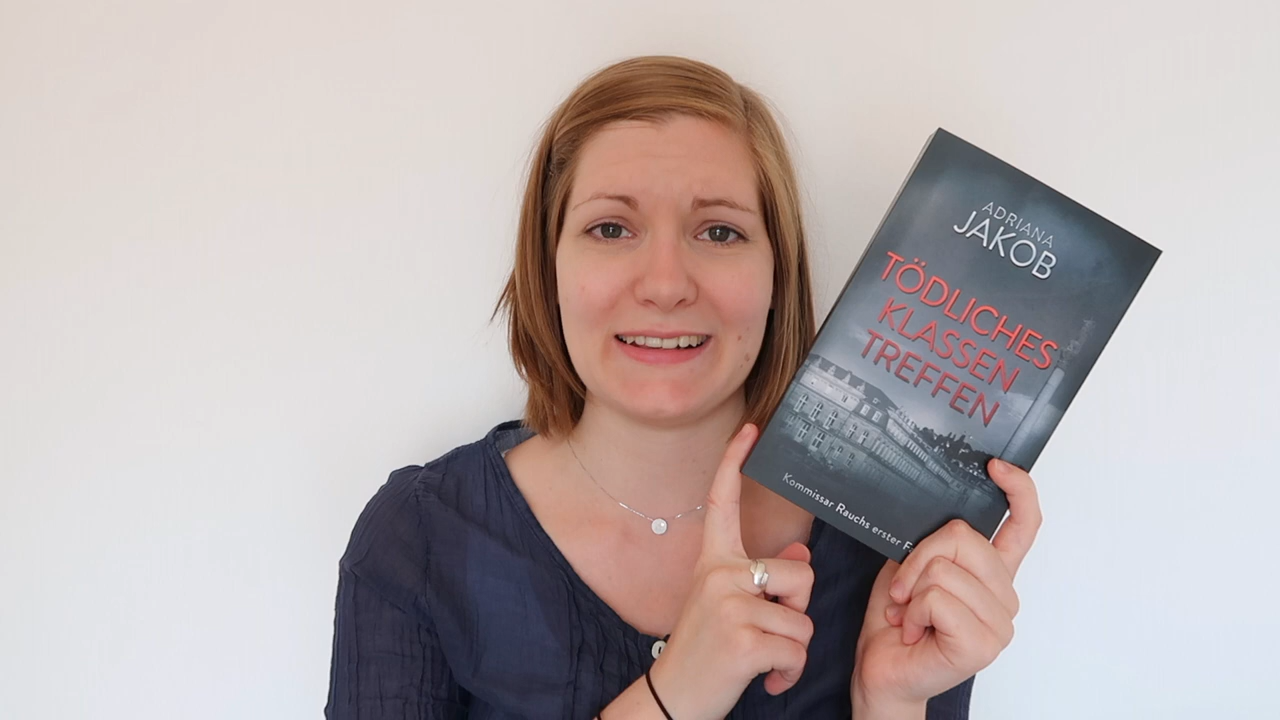 ADRIANA
JAKOB
TÖDLICHES
KLASSEN
TREFFEN
Kommissar Rauchs erster